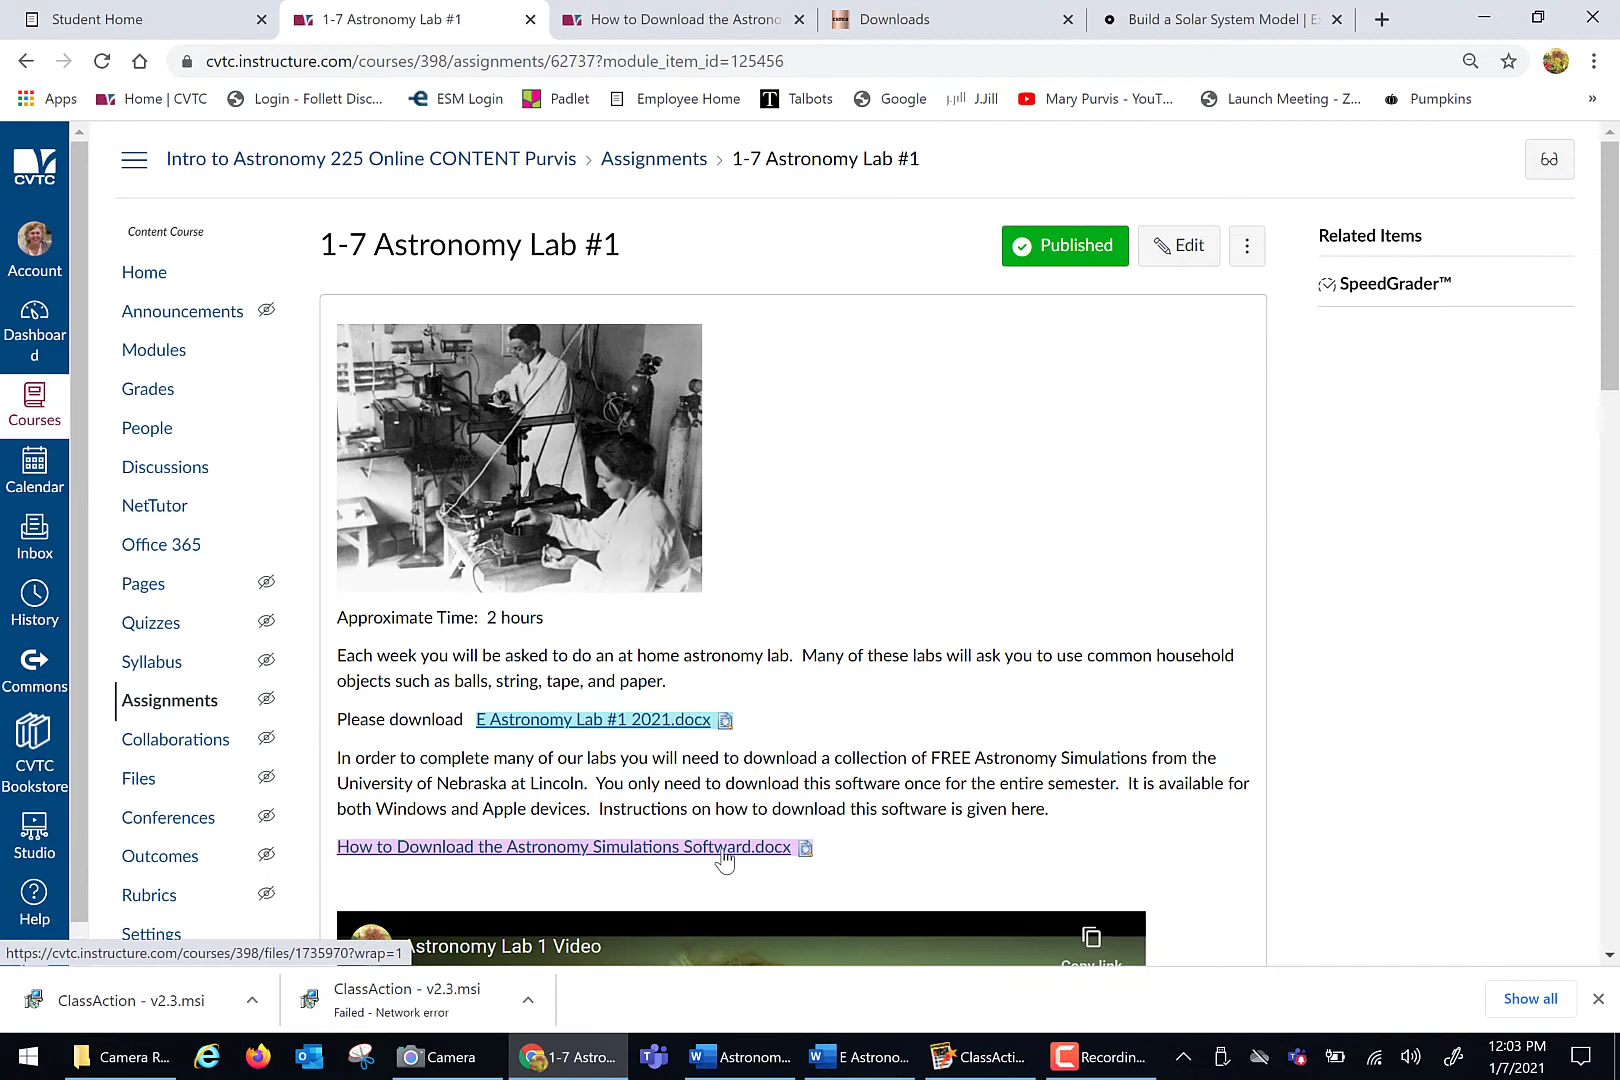 Student Home
1-7 Astronomy Lab #1
How to Download the Astrono
Downloads
Build a Solar System Model | E
cvtc.instructure.com/courses/398/assignments/62737?module_item_id=125456
Apps
Home | CVTC
Login - Follett Disc...
ESM Login
Padlet
Employee Home
T Talbots
Google
J.Jill J.Jill
Mary Purvis - YouT...
Launch Meeting - Z...
Pumpkins
»
CVTC
Account
Dashboar
d
Courses
Calendar
Inbox
History
Commons
CVTC
Bookstore
Studio
Help
Intro to Astronomy 225 Online CONTENT Purvis › Assignments › 1-7 Astronomy Lab #1
Content Course
Home
Announcements
Modules
Grades
People
Discussions
NetTutor
Office 365
Pages
Quizzes
Syllabus
Assignments
Collaborations
Files
Conferences
Outcomes
Rubrics
Settings
1-7 Astronomy Lab #1
Published
Edit
Related Items
SpeedGrader™
Approximate Time: 2 hours
Each week you will be asked to do an at home astronomy lab. Many of these labs will ask you to use common household
objects such as balls, string, tape, and paper.
Please download E Astronomy Lab #1 2021.docx
In order to complete many of our labs you will need to download a collection of FREE Astronomy Simulations from the
University of Nebraska at Lincoln. You only need to download this software once for the entire semester. It is available for
both Windows and Apple devices. Instructions on how to download this software is given here.
How to Download the Astronomy Simulations Softward.docx
Astronomy Lab 1 Video
Copy link
https://cvtc.instructure.com/courses/398/files/1735970?wrap=1
ClassAction - v2.3.msi
ClassAction - v2.3.msi
Failed - Network error
Show all
Camera R...
Camera
1-7 Astro...
Astronom...
E Astrono...
ClassActi...
Recordin...
12:03 PM
1/7/2021